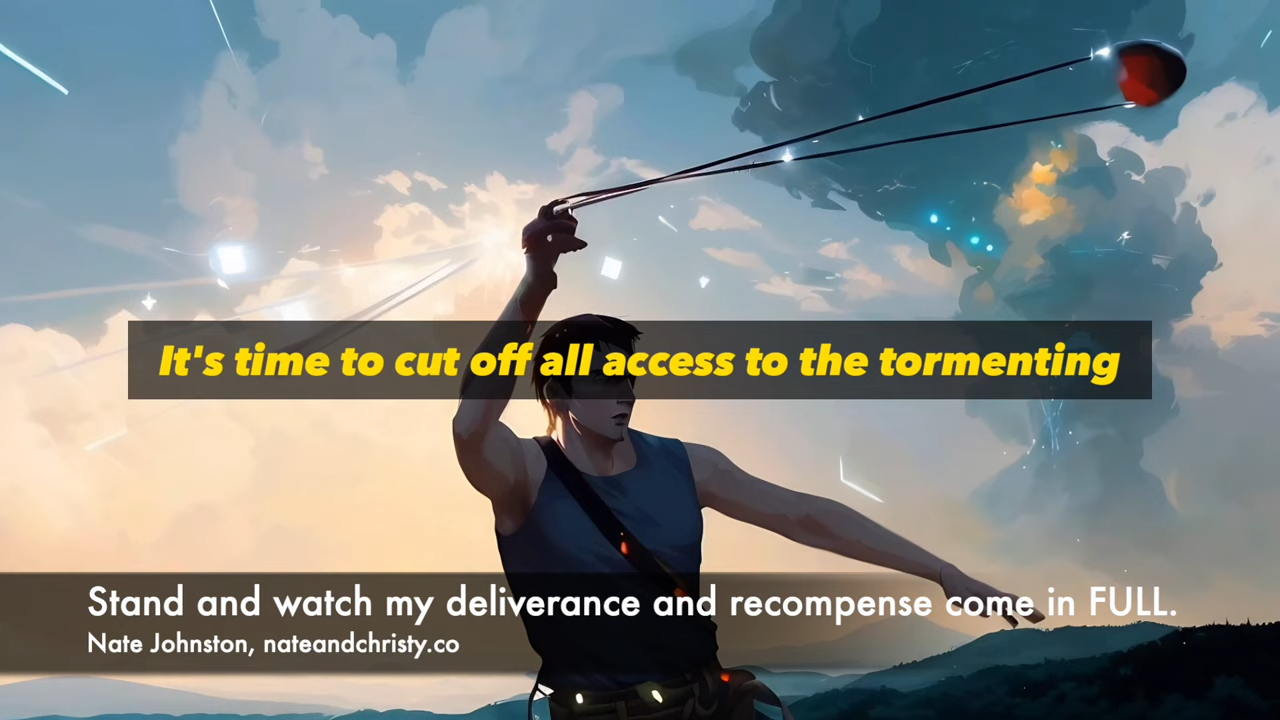 It's time to cut off all access to the tormenting
Stand and watch my deliverance and recompense come in FULL.
Nate Johnston, nateandchristy.co